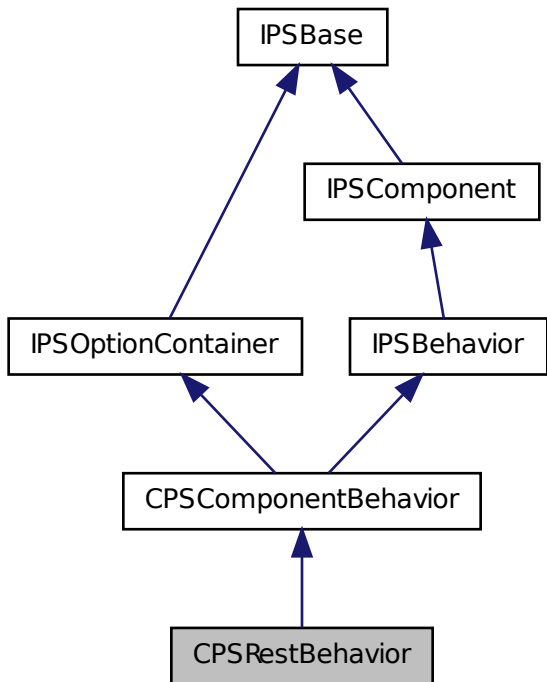 IPSBase
IPSComponent
IPSOptionContainer
IPSBehavior
CPSComponentBehavior
CPSRestBehavior